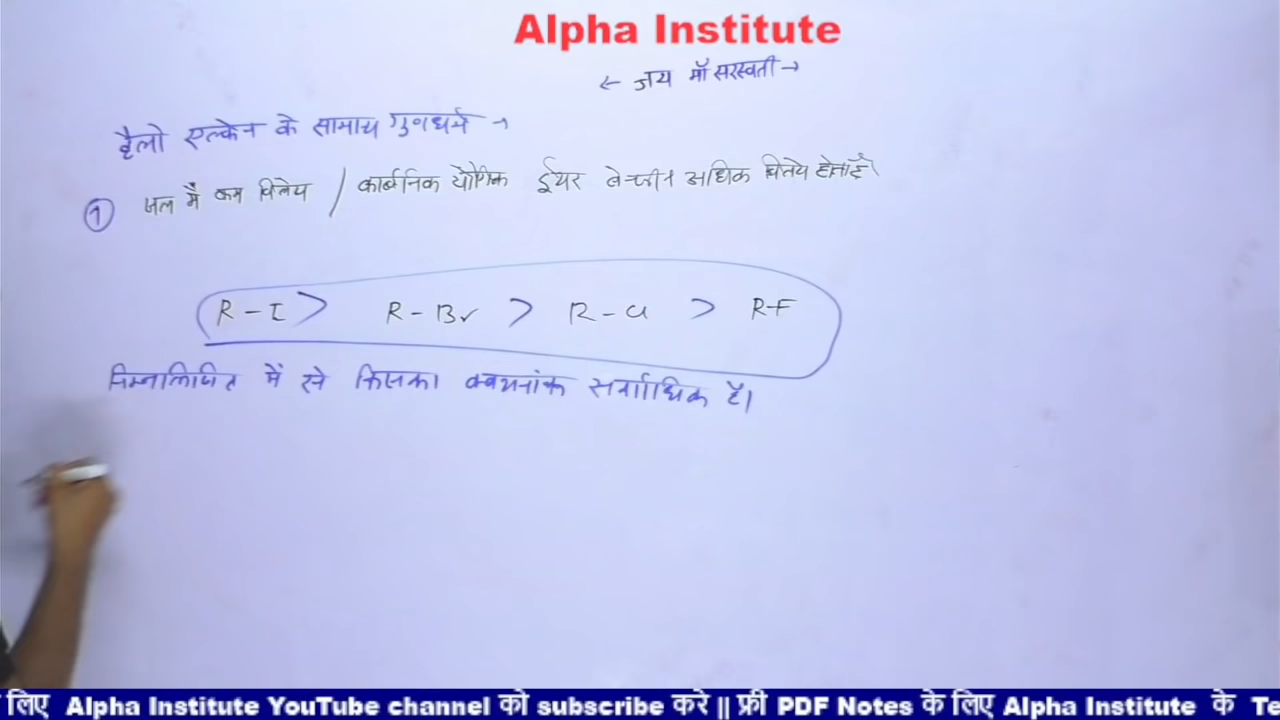 Alpha Institute
← जय माँ सरस्वती →
हैलो एल्केन के सामान्य गुणधर्म →
① जल में कम विलेय / कार्बनिक यौगिक ईथर बेन्जीन अधिक विलेय होता है।
R-I > R-Br > R-Cl > R-F
निम्नलिखित में से किसका क्वथनांक सर्वाधिक है।
लिए Alpha Institute YouTube channel को subscribe करे || फ्री PDF Notes के लिए Alpha Institute के Te